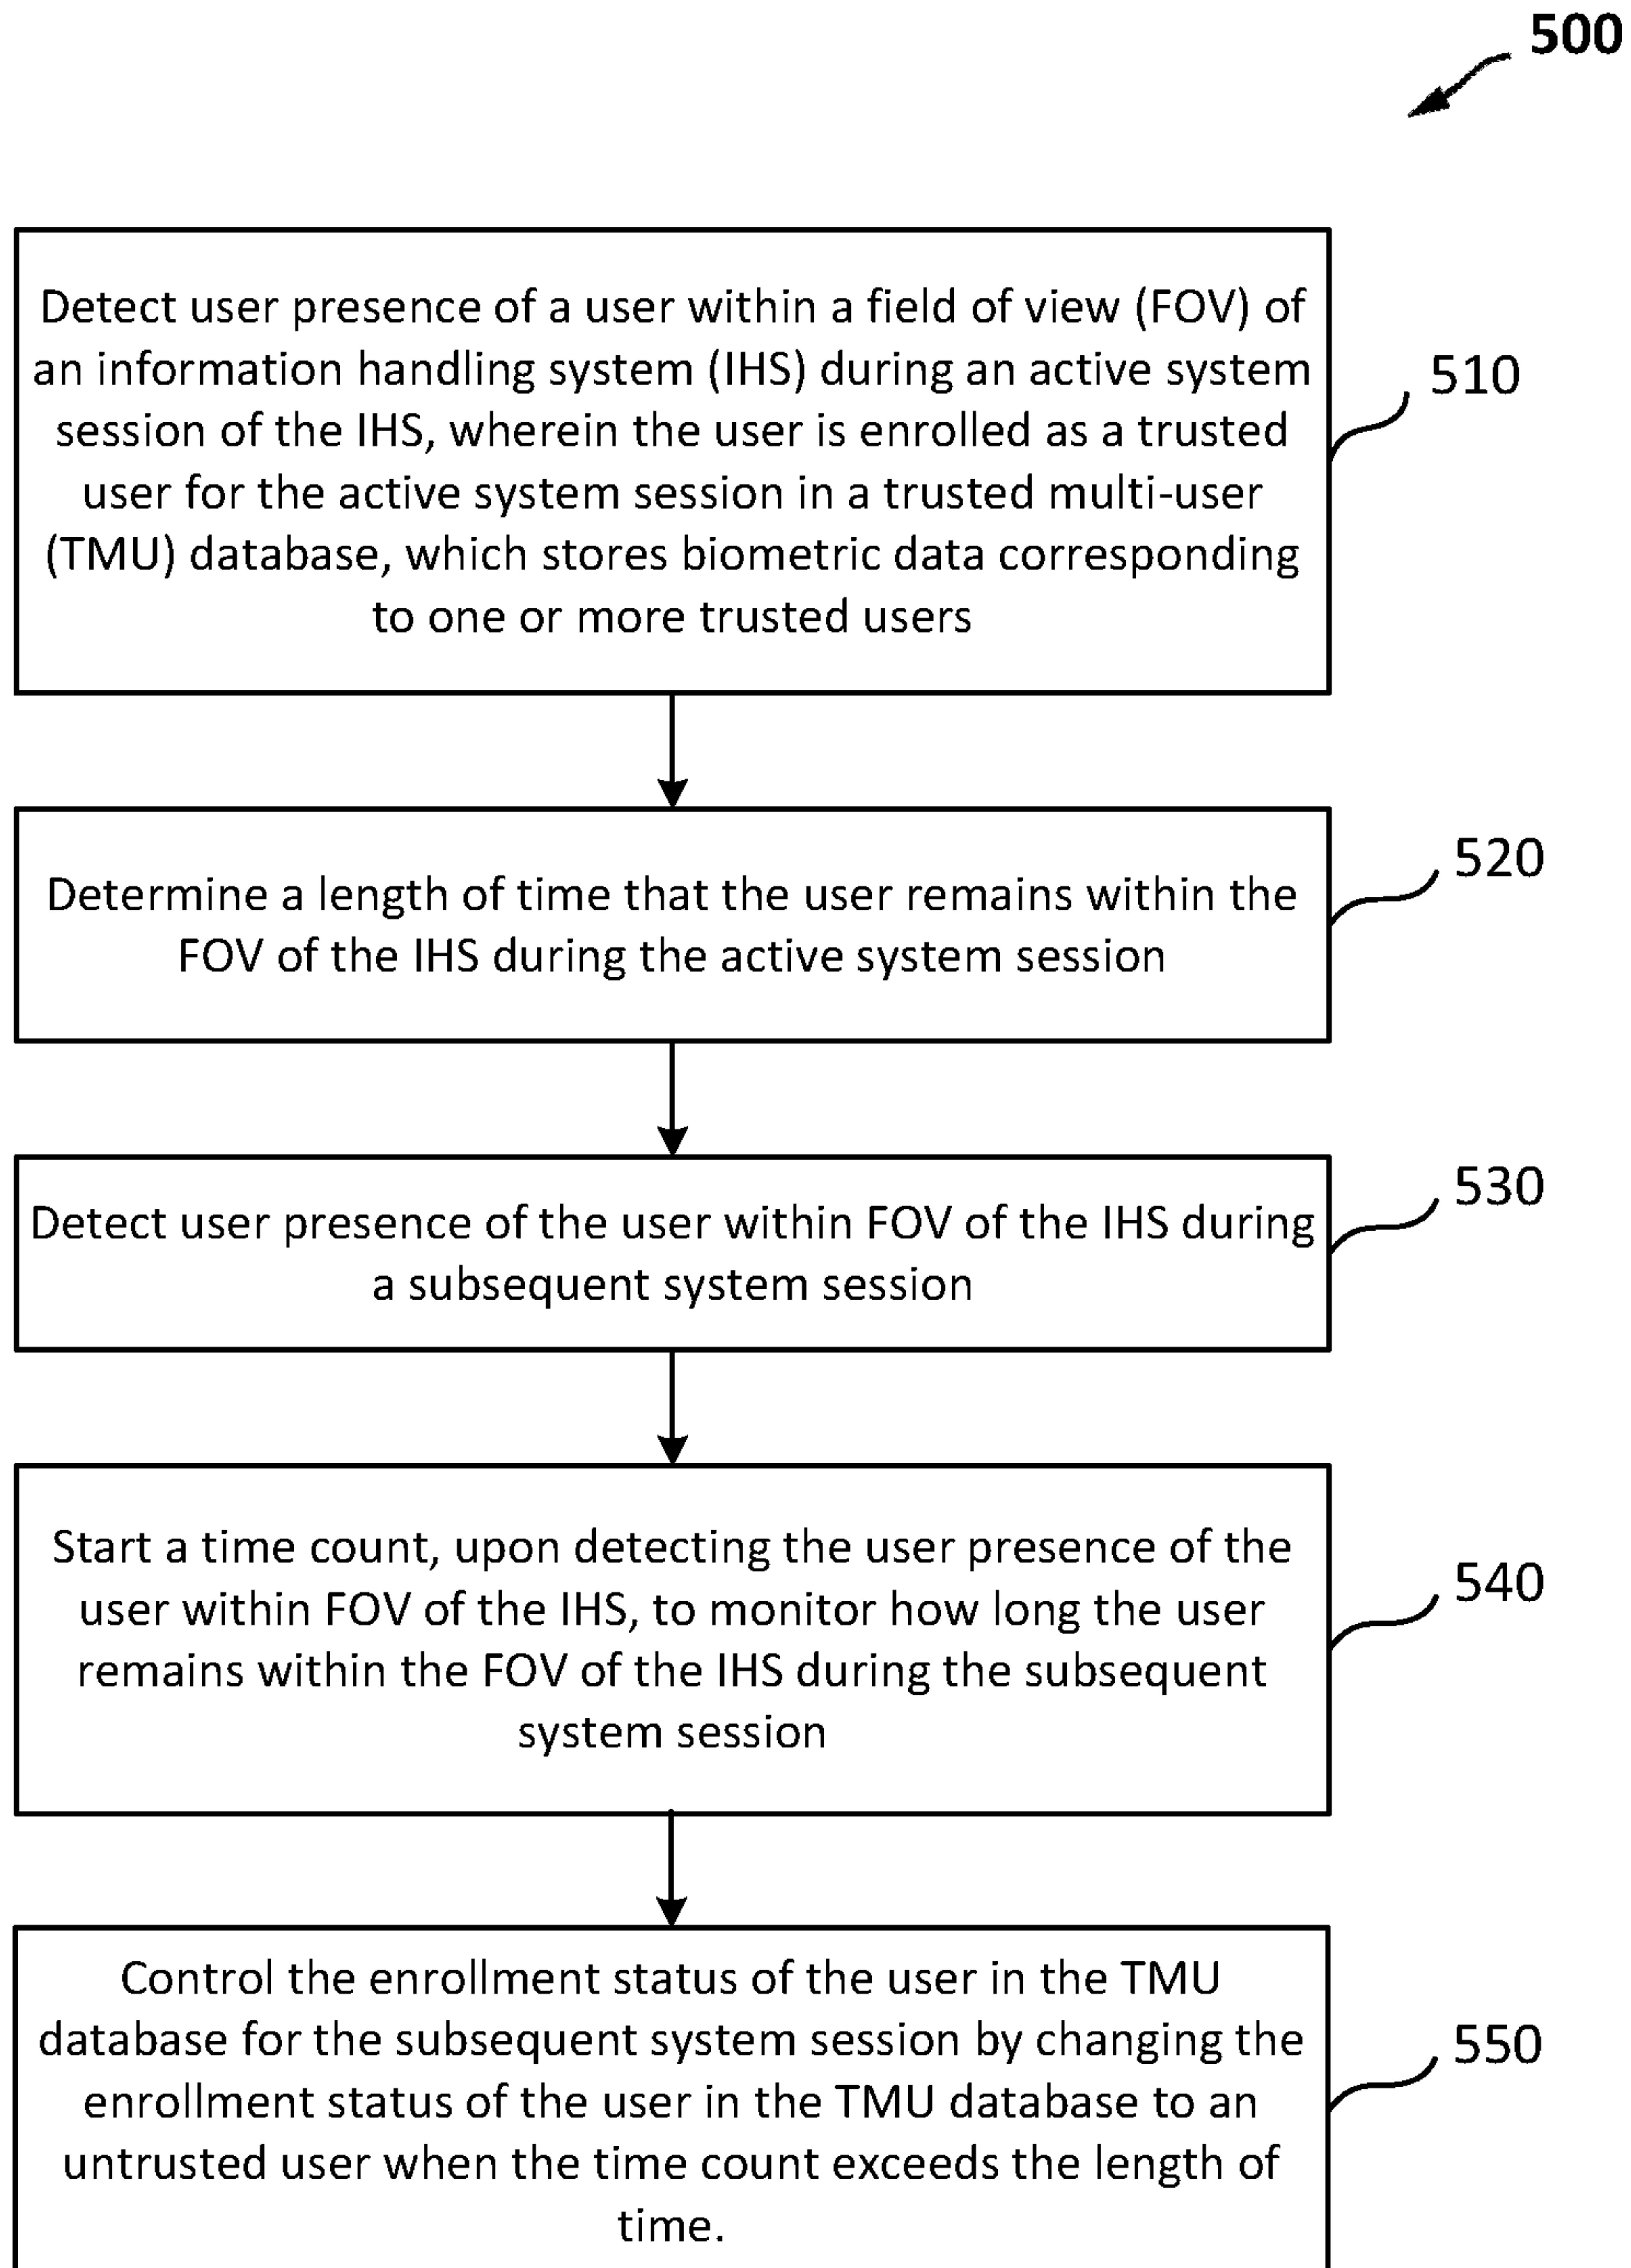 500
Detect user presence of a user within a field of view (FOV) of
an information handling system (IHS) during an active system
session of the IHS, wherein the user is enrolled as a trusted
user for the active system session in a trusted multi-user
(TMU) database, which stores biometric data corresponding
to one or more trusted users
510
Determine a length of time that the user remains within the
FOV of the IHS during the active system session
520
Detect user presence of the user within FOV of the IHS during
a subsequent system session
530
Start a time count, upon detecting the user presence of the
user within FOV of the IHS, to monitor how long the user
remains within the FOV of the IHS during the subsequent
system session
540
Control the enrollment status of the user in the TMU
database for the subsequent system session by changing the
enrollment status of the user in the TMU database to an
untrusted user when the time count exceeds the length of
time.
550